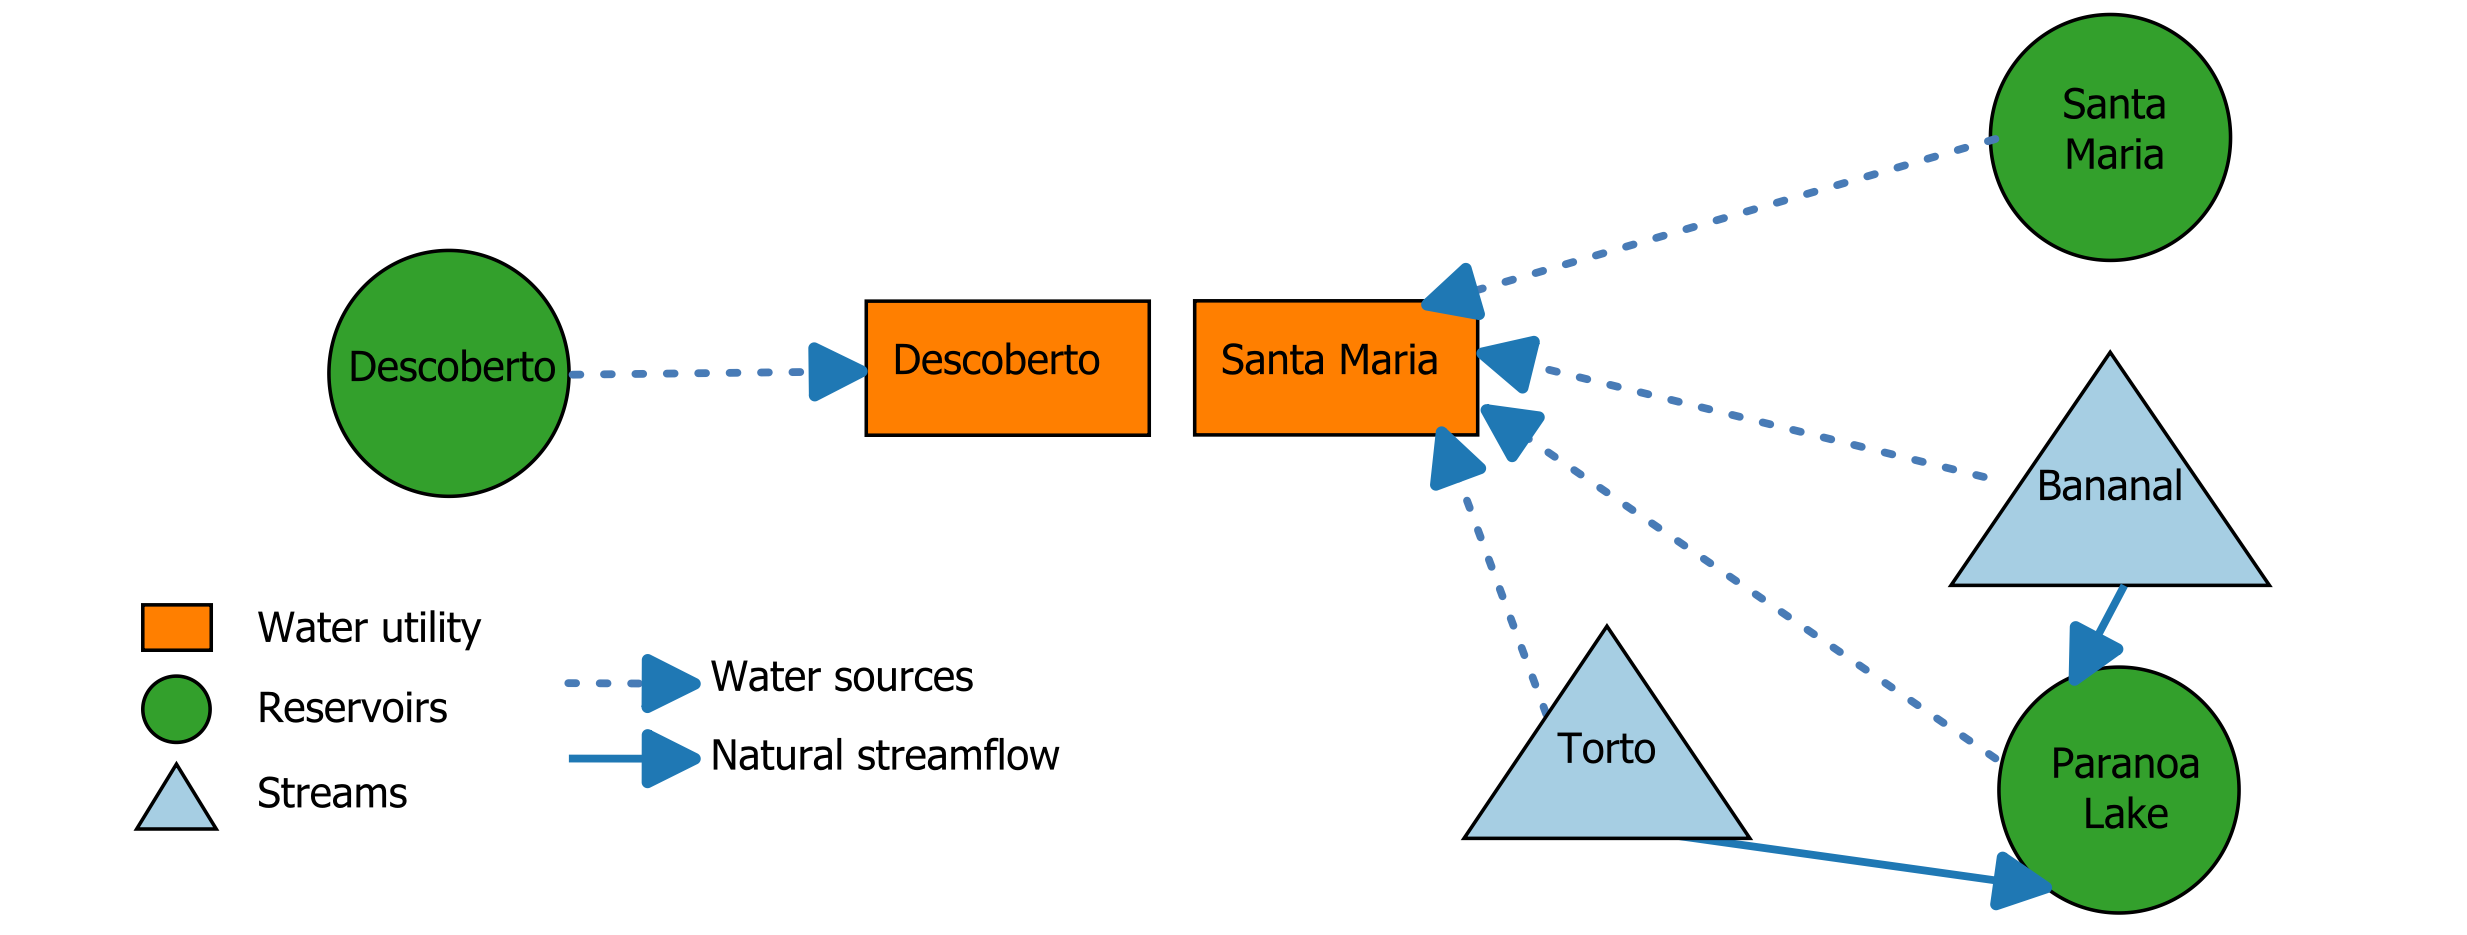 Santa
Maria
Descoberto
Descoberto
Santa Maria
Bananal
Torto
Paranoa
Lake
Water utility
Reservoirs
Streams
Water sources
Natural streamflow